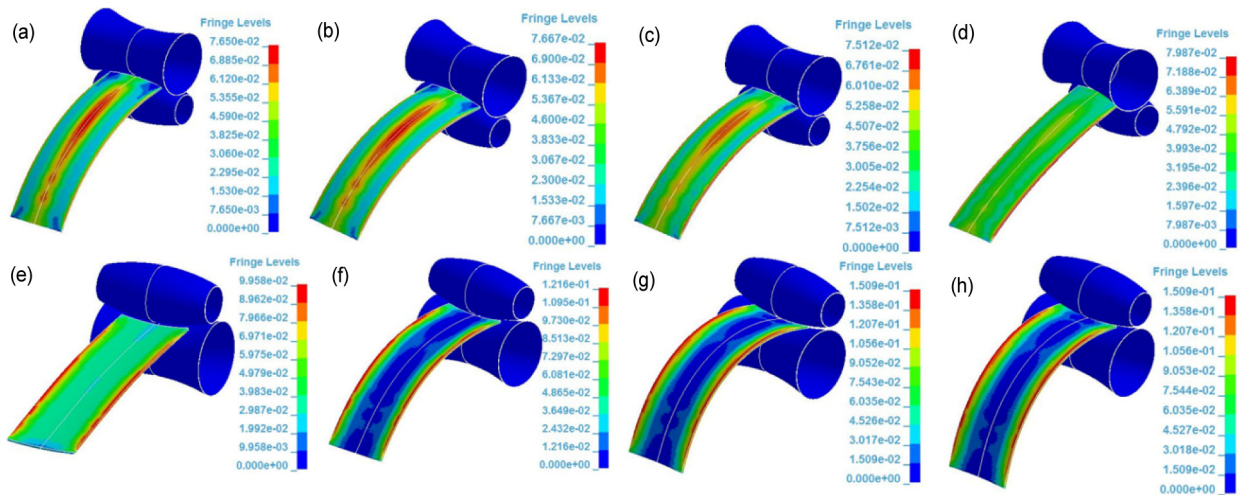 (a)
Fringe Levels
7.650e-02
6.885e-02
6.120e-02
5.355e-02
4.590e-02
3.825e-02
3.060e-02
2.295e-02
1.530e-02
7.650e-03
0.000e+00
(b)
Fringe Levels
7.667e-02
6.900e-02
6.133e-02
5.367e-02
4.600e-02
3.833e-02
3.067e-02
2.300e-02
1.533e-02
7.667e-03
0.000e+00
(c)
Fringe Levels
7.512e-02
6.761e-02
6.010e-02
5.258e-02
4.507e-02
3.756e-02
3.005e-02
2.254e-02
1.502e-02
7.512e-03
0.000e+00
(d)
Fringe Levels
7.987e-02
7.188e-02
6.389e-02
5.591e-02
4.792e-02
3.993e-02
3.195e-02
2.396e-02
1.597e-02
7.987e-03
0.000e+00
(e)
Fringe Levels
9.958e-02
8.962e-02
7.966e-02
6.971e-02
5.975e-02
4.979e-02
3.983e-02
2.987e-02
1.992e-02
9.958e-03
0.000e+00
(f)
Fringe Levels
1.216e-01
1.095e-01
9.730e-02
8.513e-02
7.297e-02
6.081e-02
4.865e-02
3.649e-02
2.432e-02
1.216e-02
0.000e+00
(g)
Fringe Levels
1.509e-01
1.358e-01
1.207e-01
1.056e-01
9.052e-02
7.543e-02
6.035e-02
4.526e-02
3.017e-02
1.509e-02
0.000e+00
(h)
Fringe Levels
1.509e-01
1.358e-01
1.207e-01
1.056e-01
9.053e-02
7.544e-02
6.035e-02
4.527e-02
3.018e-02
1.509e-02
0.000e+00